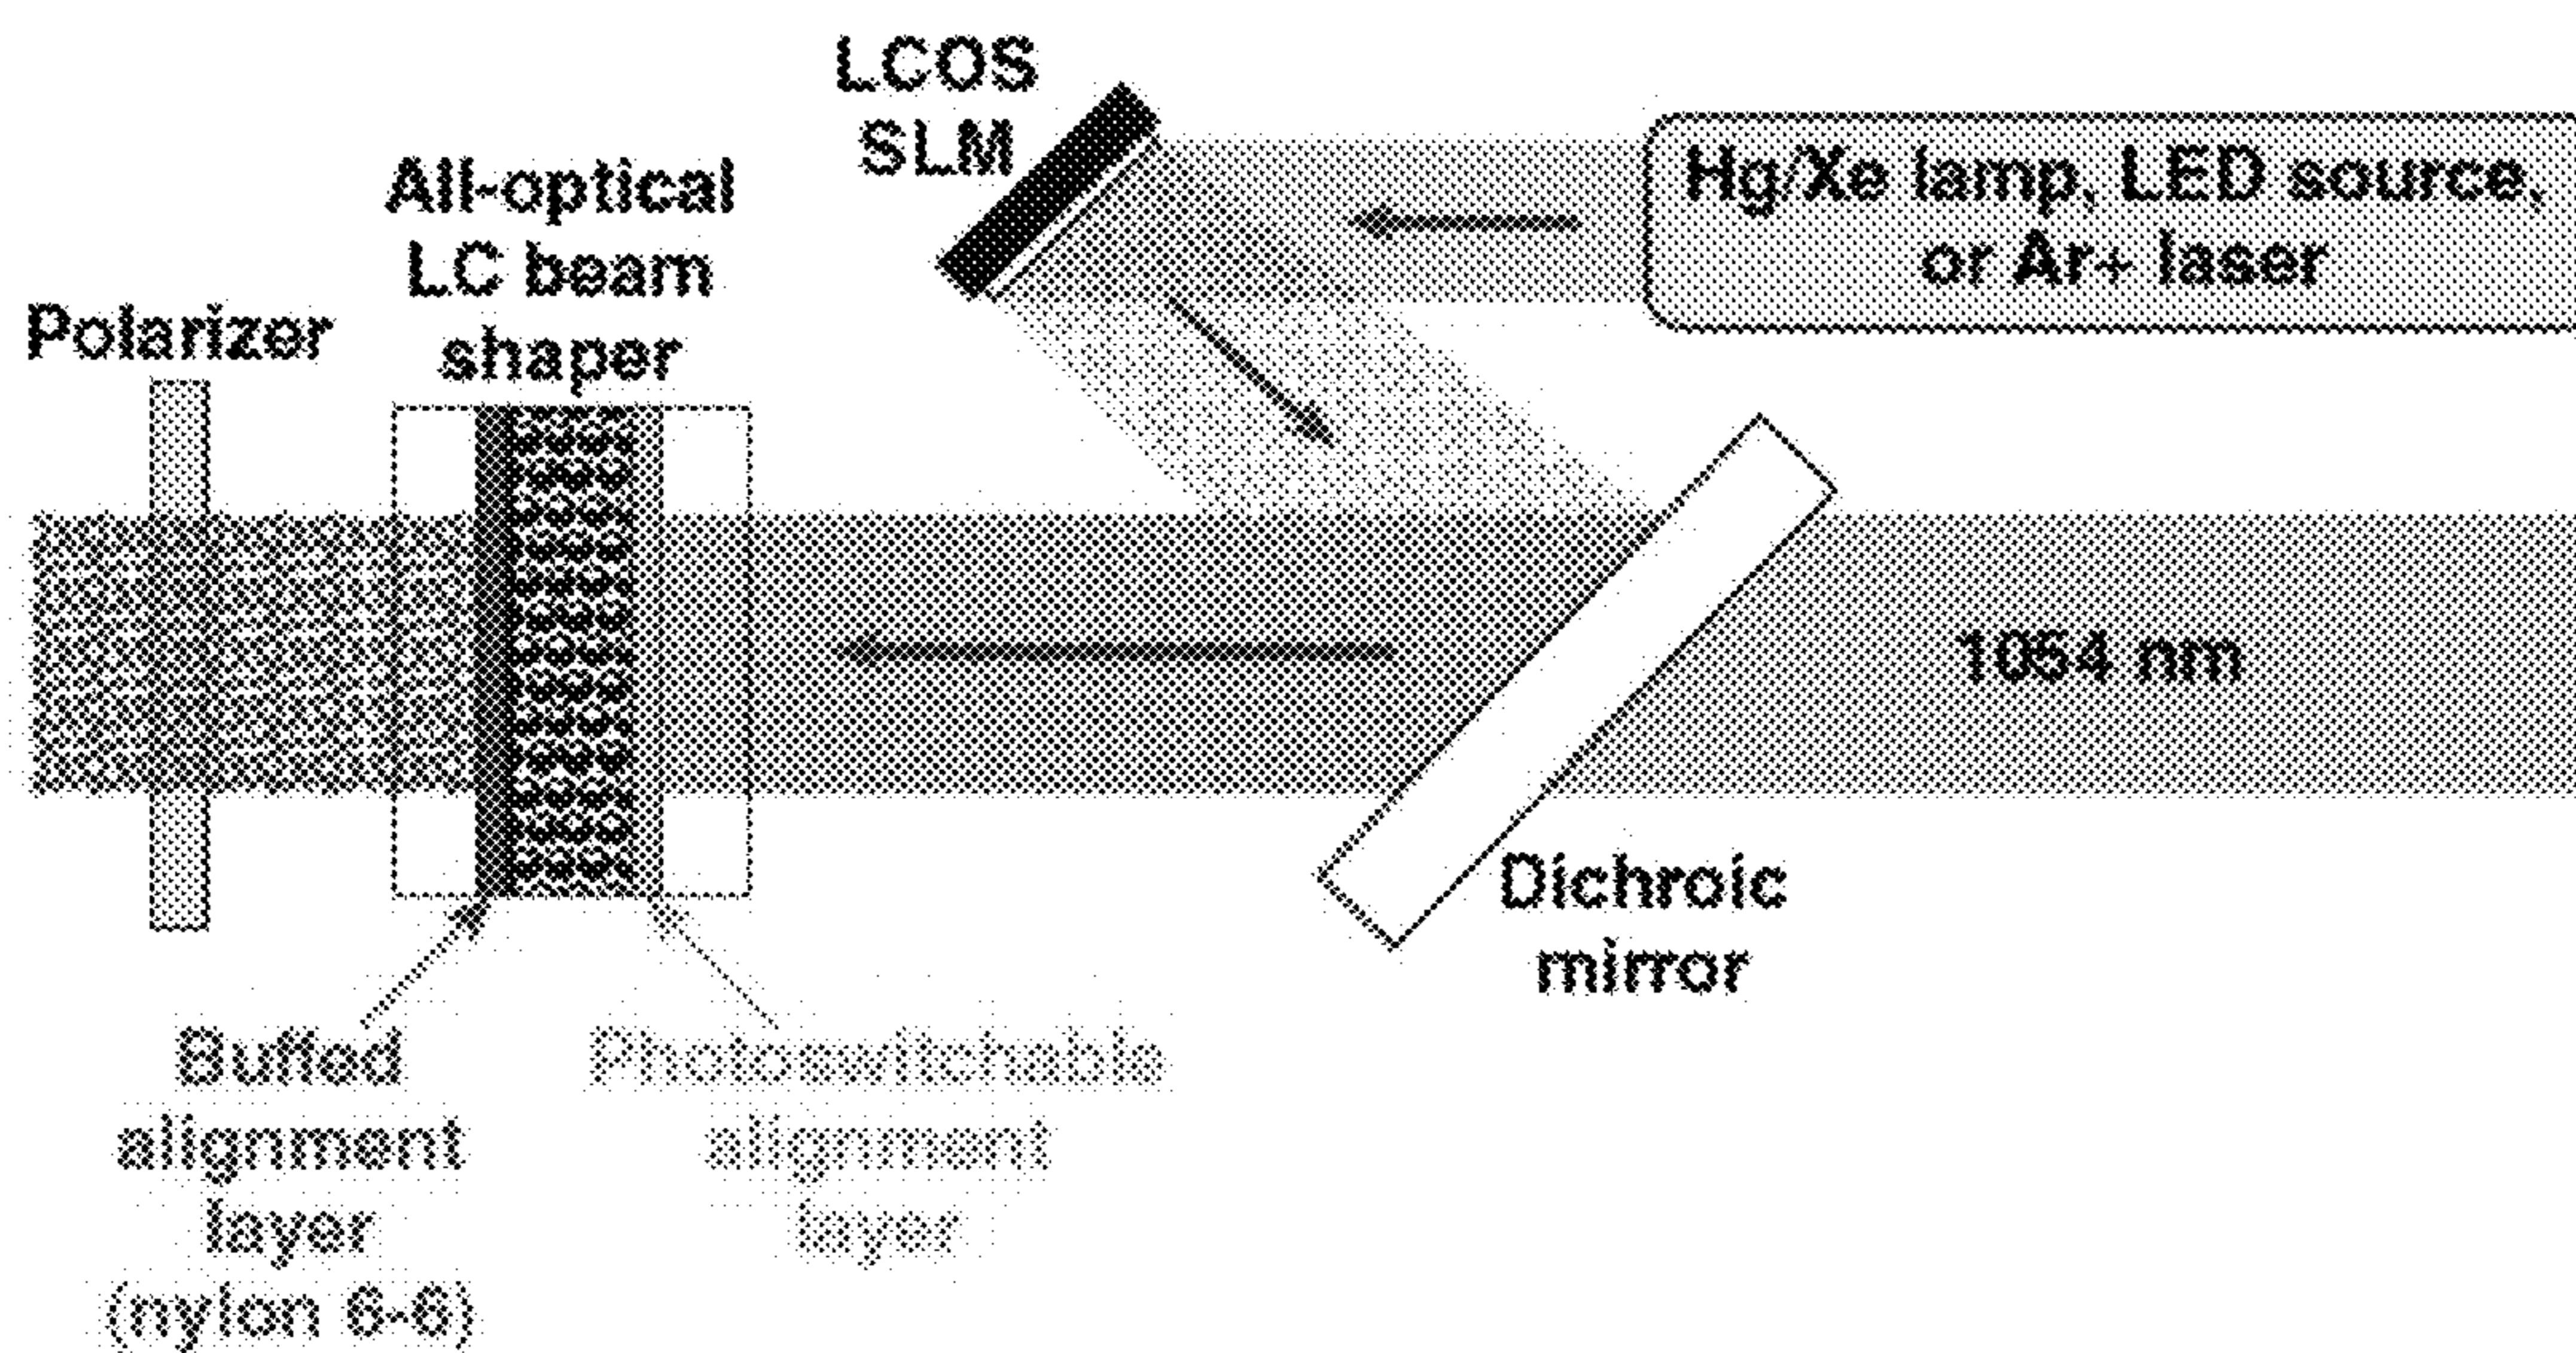 LCOS
SLM
Hg/Xe lamp, LED source,
or Ar+ laser
All-optical
LC beam
shaper
Polarizer
1054 nm
Dichroic
mirror
Buffed
alignment
layer
(nylon 6-6)
Photoswitchable
alignment
layer